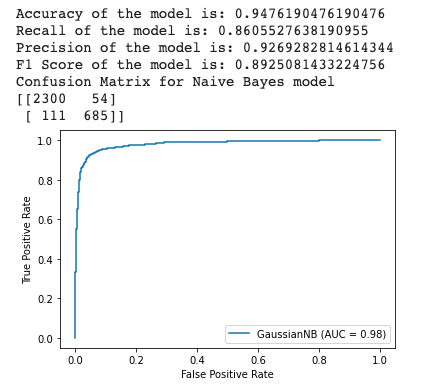 Accuracy of the model is: 0.9476190476190476
Recall of the model is: 0.8605527638190955
Precision of the model is: 0.9269282814614344
F1 Score of the model is: 0.8925081433224756
Confusion Matrix for Naive Bayes model
[[2300   54]
 [ 111  685]]
1.0
0.8
0.6
0.4
0.2
0.0
True Positive Rate
GaussianNB (AUC = 0.98)
0.0 0.2 0.4 0.6 0.8 1.0
False Positive Rate